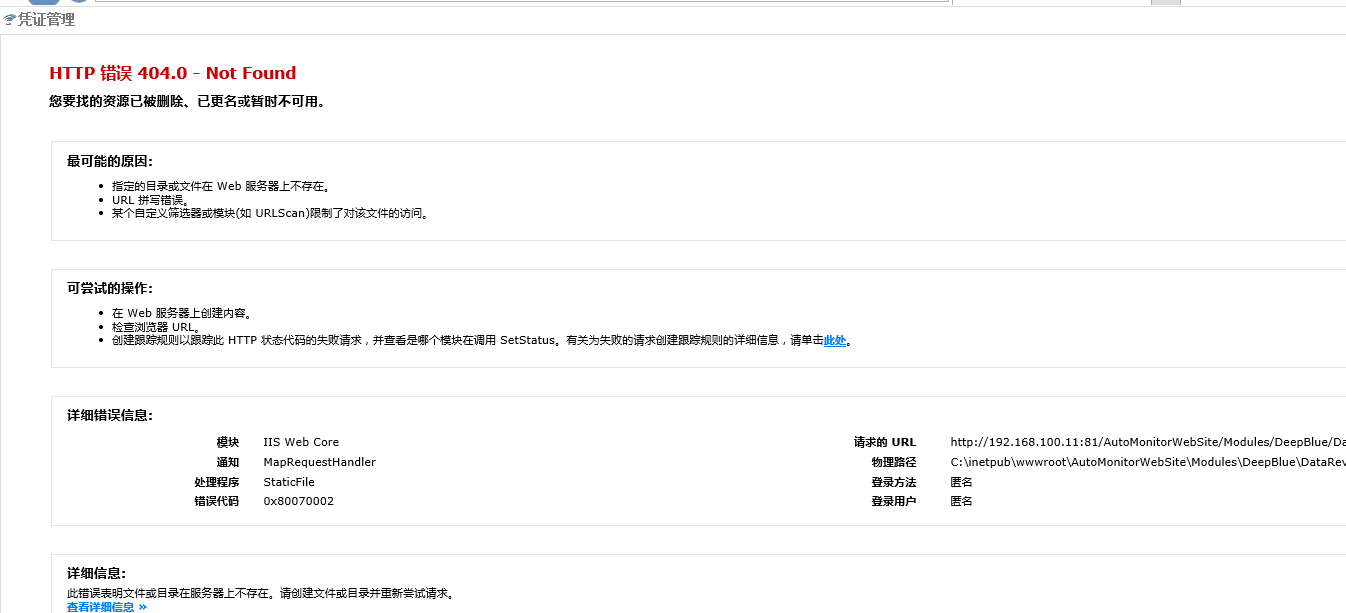 凭证管理
HTTP 错误 404.0 - Not Found
您要找的资源已被删除、已更名或暂时不可用。
最可能的原因:
指定的目录或文件在 Web 服务器上不存在。
URL 拼写错误。
某个自定义筛选器或模块(如 URLScan)限制了对该文件的访问。
可尝试的操作:
在 Web 服务器上创建内容。
检查浏览器 URL。
创建跟踪规则以跟踪此 HTTP 状态代码的失败请求，并查看是哪个模块在调用 SetStatus。有关为失败的请求创建跟踪规则的详细信息，请单击此处。
详细错误信息:
模块 IIS Web Core 请求的 URL http://192.168.100.11:81/AutoMonitorWebSite/Modules/DeepBlue/Da
通知 MapRequestHandler 物理路径 C:\inetpub\wwwroot\AutoMonitorWebSite\Modules\DeepBlue\DataRev
处理程序 StaticFile 登录方法 匿名
错误代码 0x80070002 登录用户 匿名
详细信息:
此错误表明文件或目录在服务器上不存在。请创建文件或目录并重新尝试请求。
查看详细信息 »